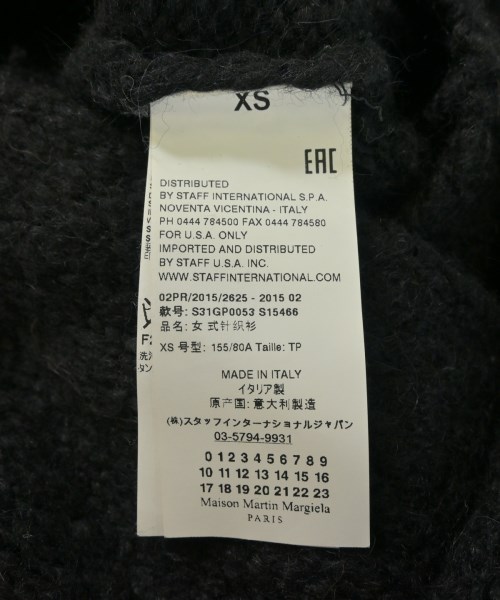 XS
EAC
DISTRIBUTED
BY STAFF INTERNATIONAL S.P.A.
NOVENTA VICENTINA - ITALY
PH 0444 784500 FAX 0444 784580
FOR U.S.A. ONLY
IMPORTED AND DISTRIBUTED
BY STAFF U.S.A. INC.
WWW.STAFFINTERNATIONAL.COM
02PR/2015/2625 - 2015 02
款号: S31GP0053 S15466
品名: 女式针织衫
XS 号型: 155/80A Taille: TP
MADE IN ITALY
イタリア製
原产国: 意大利製造
(株)スタッフインターナショナルジャパン
03-5794-9931
0 1 2 3 4 5 6 7 8 9
10 11 12 13 14 15 16
17 18 19 20 21 22 23
Maison Martin Margiela
PARIS